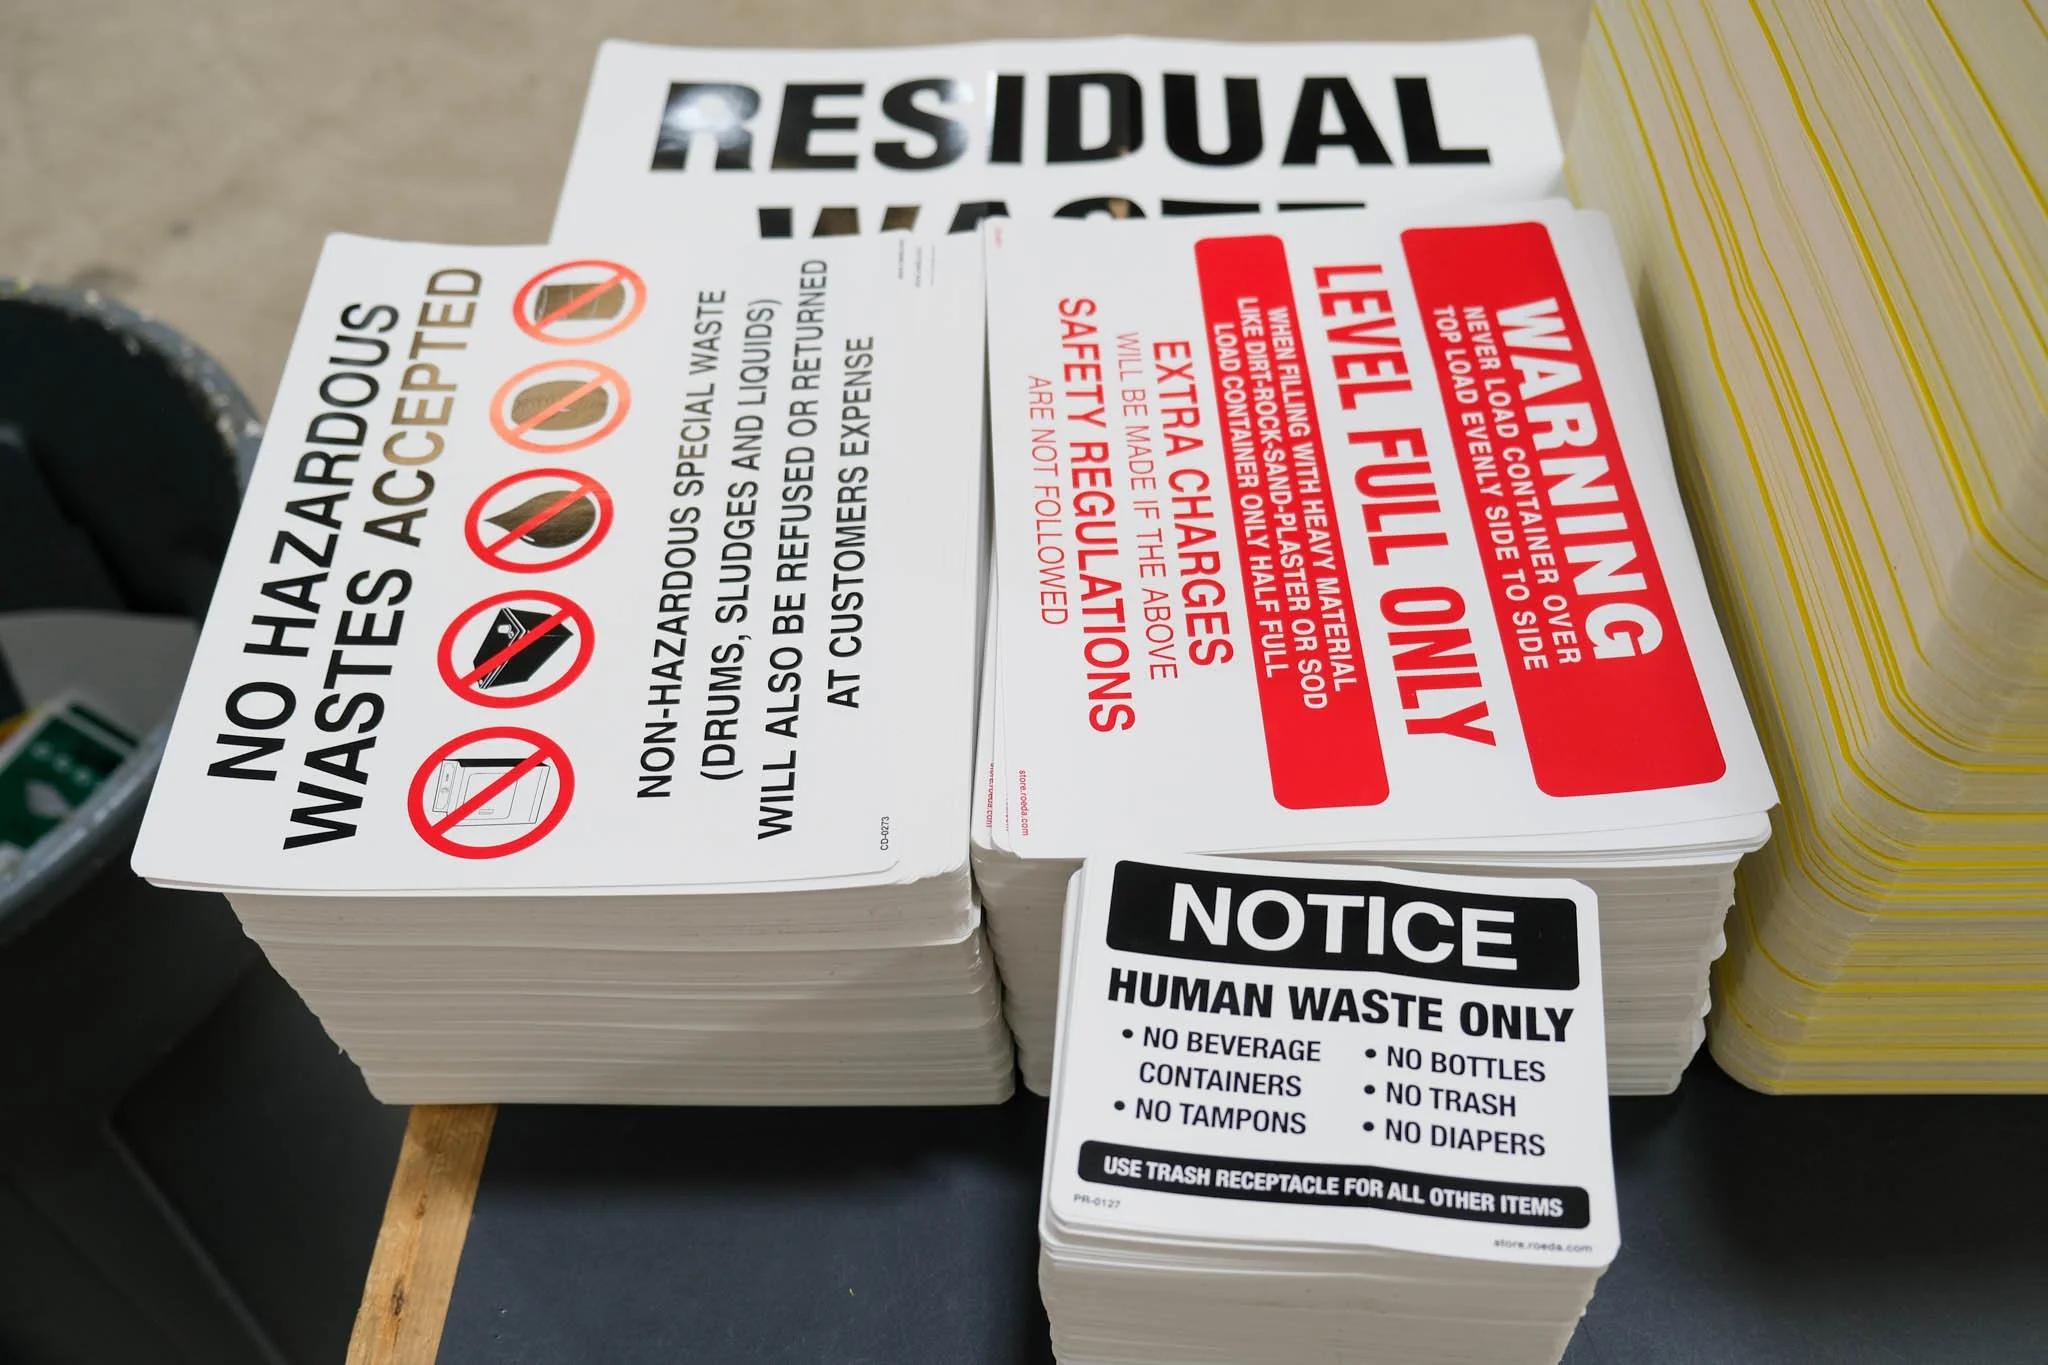 RESIDUAL
WASTE
NO HAZARDOUS
WASTES ACCEPTED
NON-HAZARDOUS SPECIAL WASTE
(DRUMS, SLUDGES AND LIQUIDS)
WILL ALSO BE REFUSED OR RETURNED
AT CUSTOMERS EXPENSE
CD-0273
WARNING
NEVER LOAD CONTAINER OVER
TOP LOAD EVENLY SIDE TO SIDE
LEVEL FULL ONLY
WHEN FILLING WITH HEAVY MATERIAL
LIKE DIRT-ROCK-SAND-PLASTER OR SOD
LOAD CONTAINER ONLY HALF FULL
EXTRA CHARGES
WILL BE MADE IF THE ABOVE
SAFETY REGULATIONS
ARE NOT FOLLOWED
store.roeda.com
store.roeda.com
NOTICE
HUMAN WASTE ONLY
• NO BEVERAGE
CONTAINERS
• NO TAMPONS
• NO BOTTLES
• NO TRASH
• NO DIAPERS
USE TRASH RECEPTACLE FOR ALL OTHER ITEMS
PR-0127
store.roeda.com